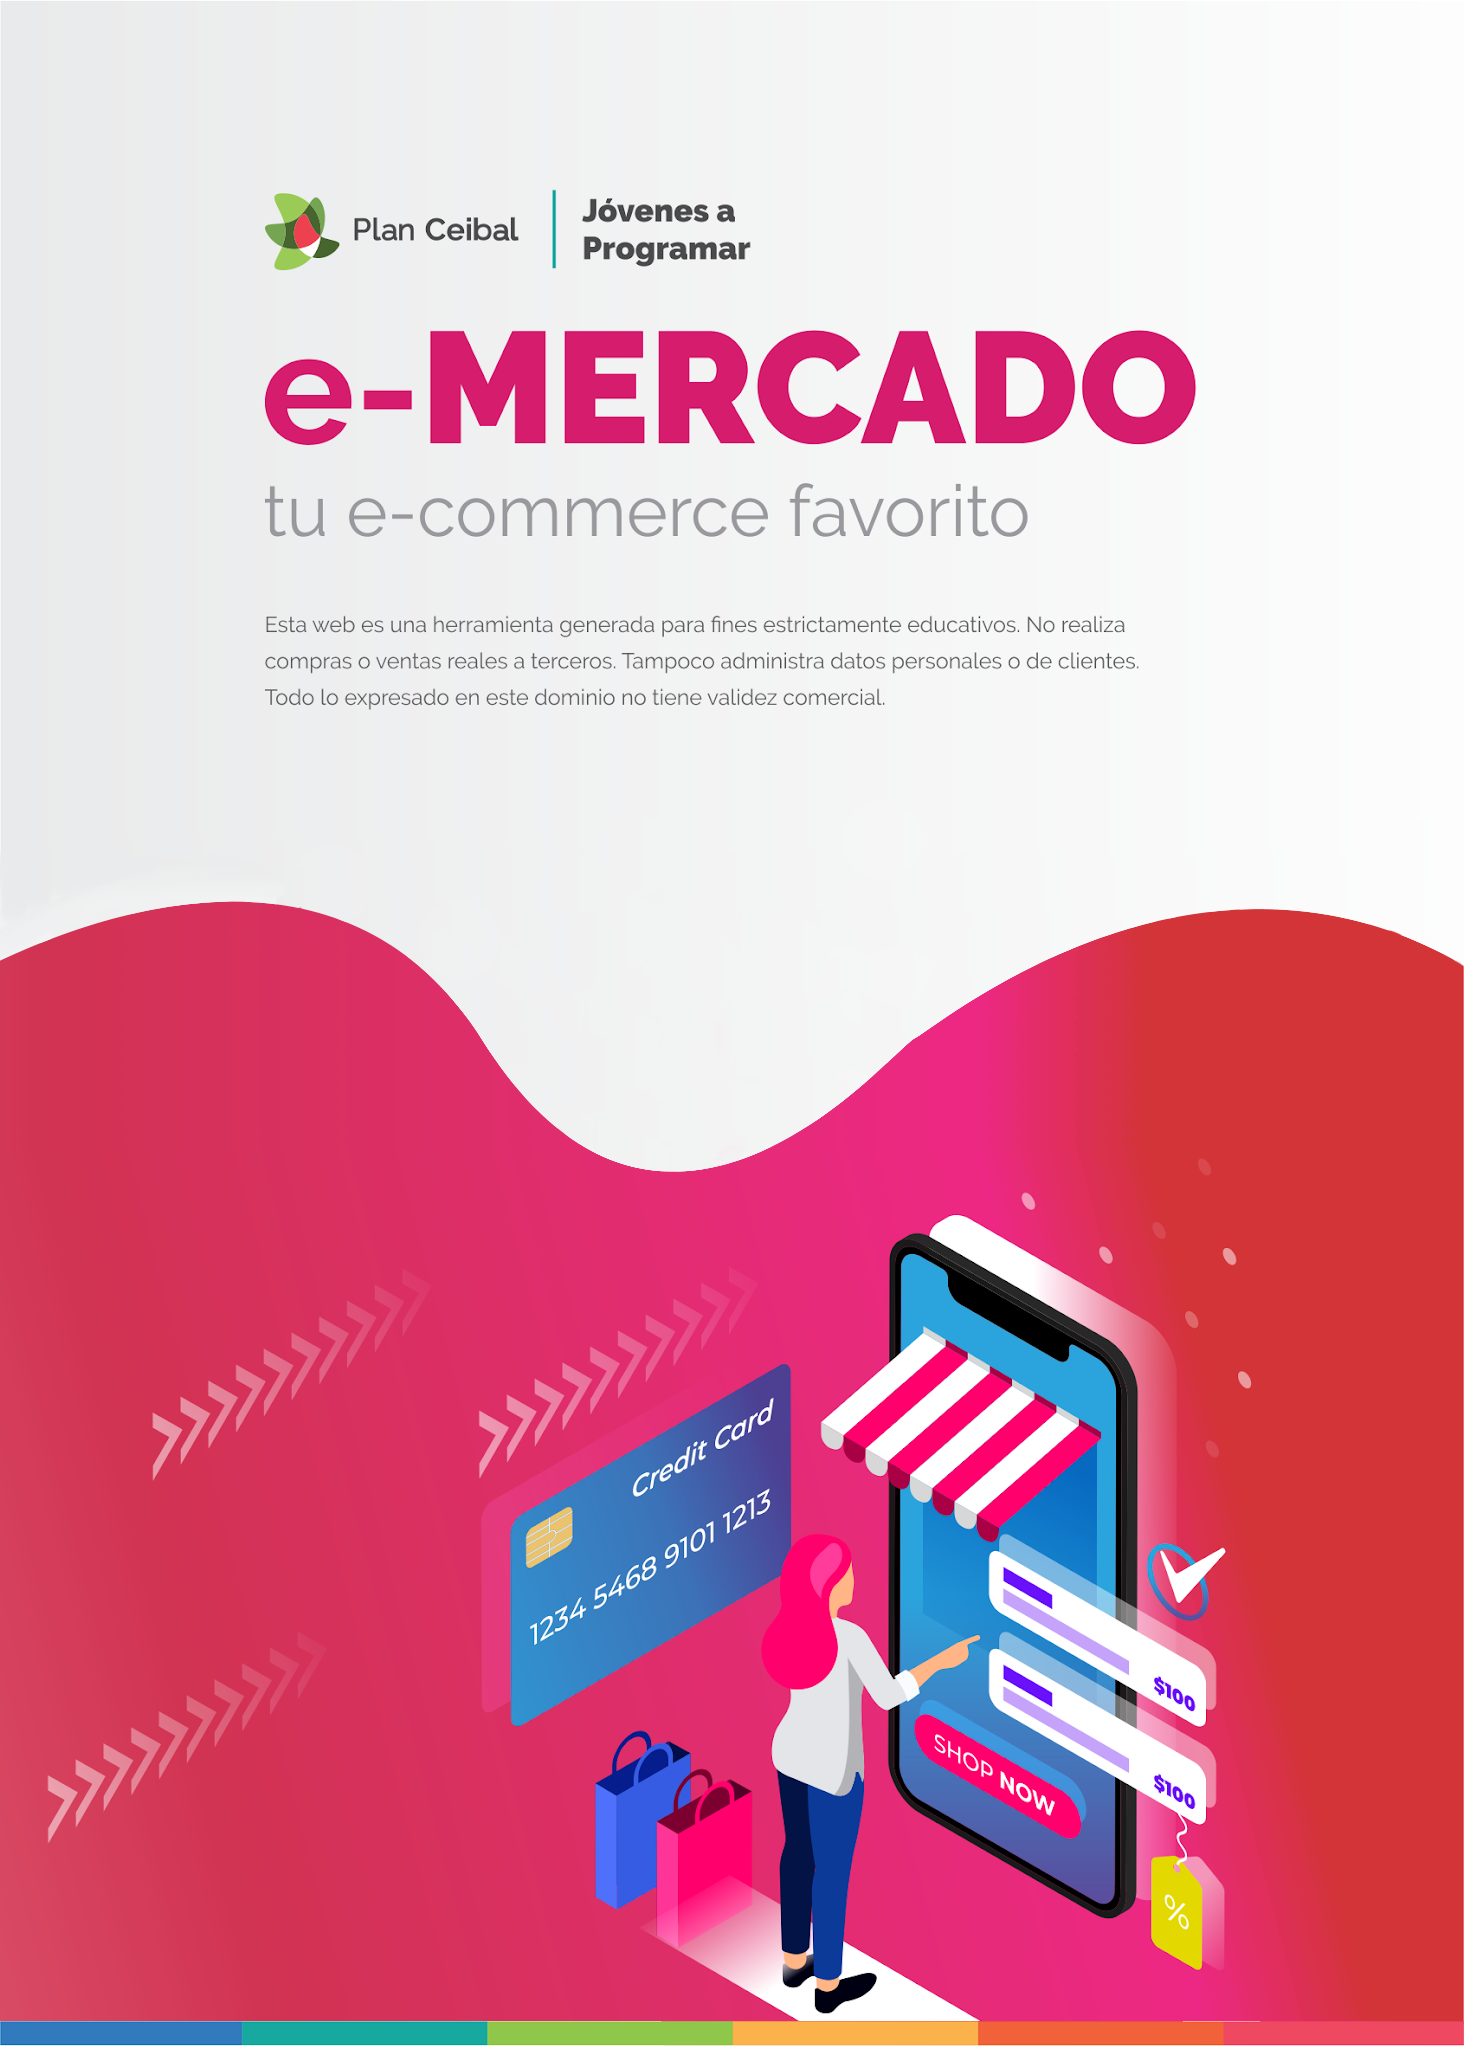 Plan Ceibal
Jóvenes a
Programar
e-MERCADO
tu e-commerce favorito
Esta web es una herramienta generada para fines estrictamente educativos. No realiza
compras o ventas reales a terceros. Tampoco administra datos personales o de clientes.
Todo lo expresado en este dominio no tiene validez comercial.
Credit Card
1234 5468 9101 1213
$100
$100
SHOP NOW
%